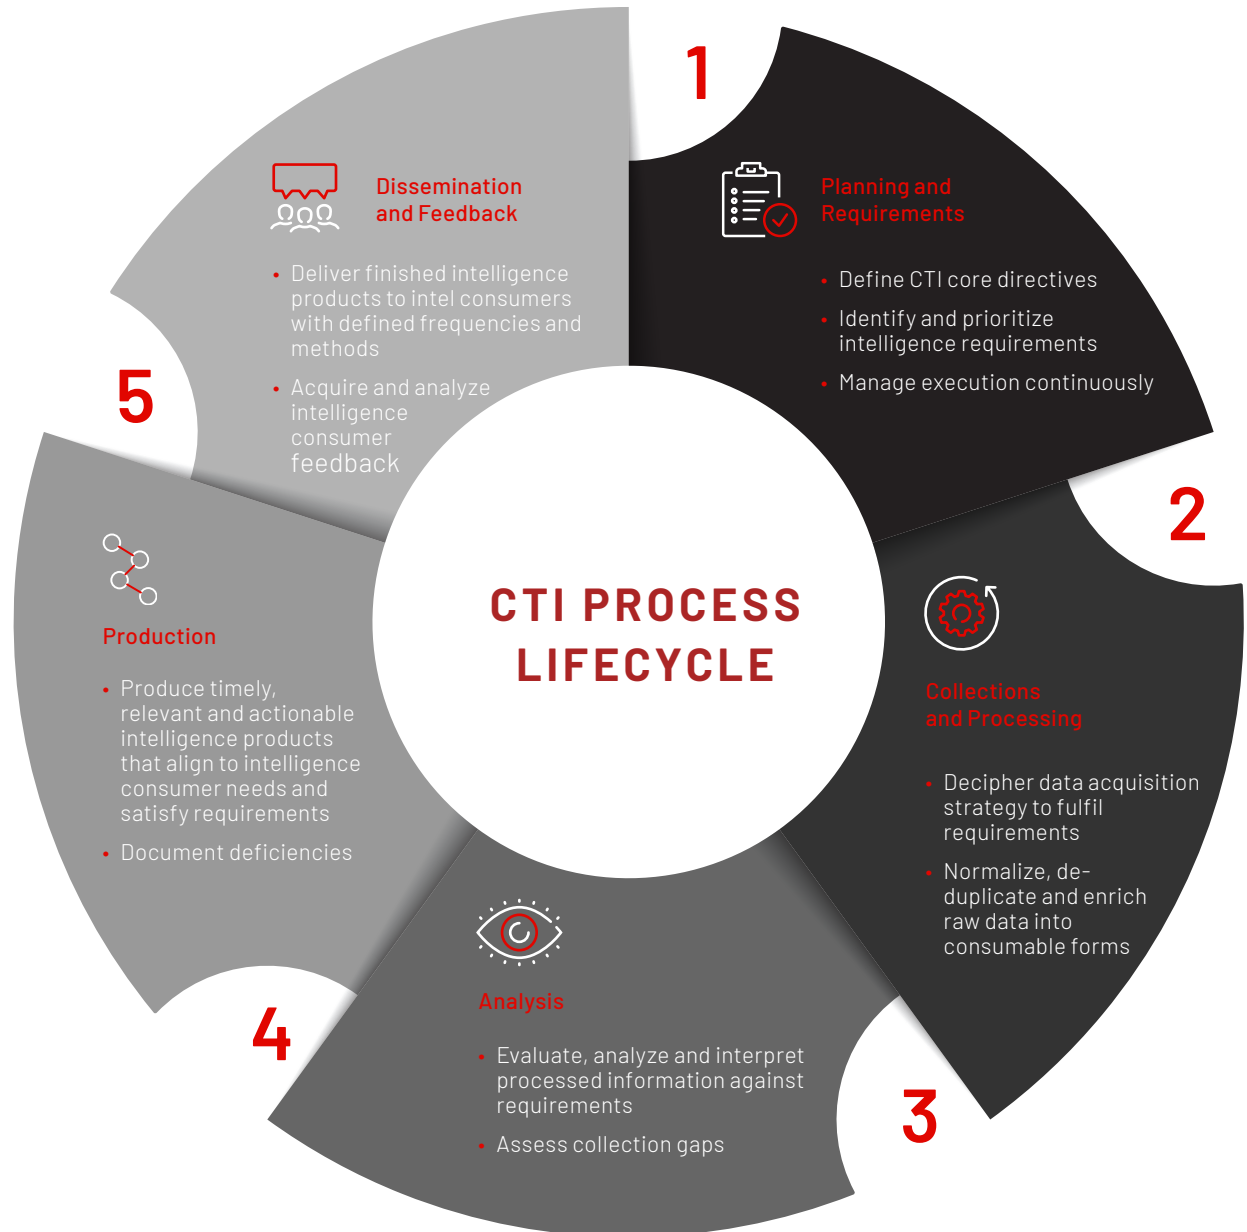 CTI PROCESS
LIFECYCLE
1
Planning and
Requirements
• Define CTI core directives
• Identify and prioritize
intelligence requirements
• Manage execution continuously
2
Collections
and Processing
• Decipher data acquisition
strategy to fulfil
requirements
• Normalize, de-
duplicate and enrich
raw data into
consumable forms
3
Analysis
• Evaluate, analyze and interpret
processed information against
requirements
• Assess collection gaps
4
Production
• Produce timely,
relevant and actionable
intelligence products
that align to intelligence
consumer needs and
satisfy requirements
• Document deficiencies
5
Dissemination
and Feedback
• Deliver finished intelligence
products to intel consumers
with defined frequencies and
methods
• Acquire and analyze
intelligence
consumer
feedback